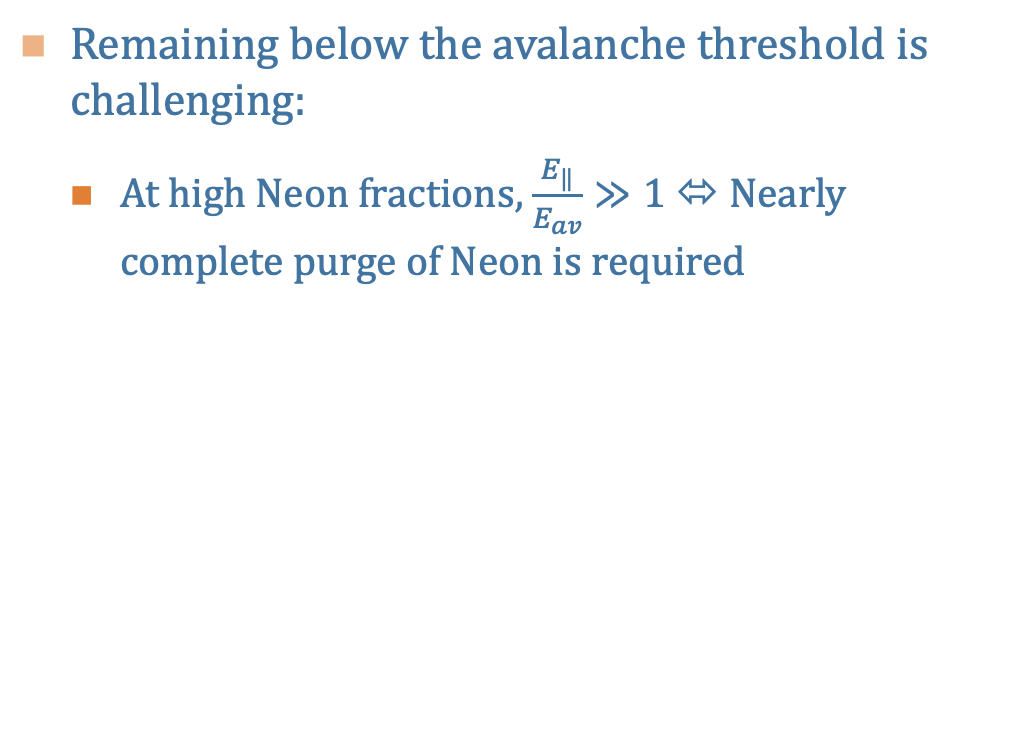 ■ Remaining below the avalanche threshold is
challenging:
■ At high Neon fractions, E∥/Eav ≫ 1 ⇔ Nearly
complete purge of Neon is required